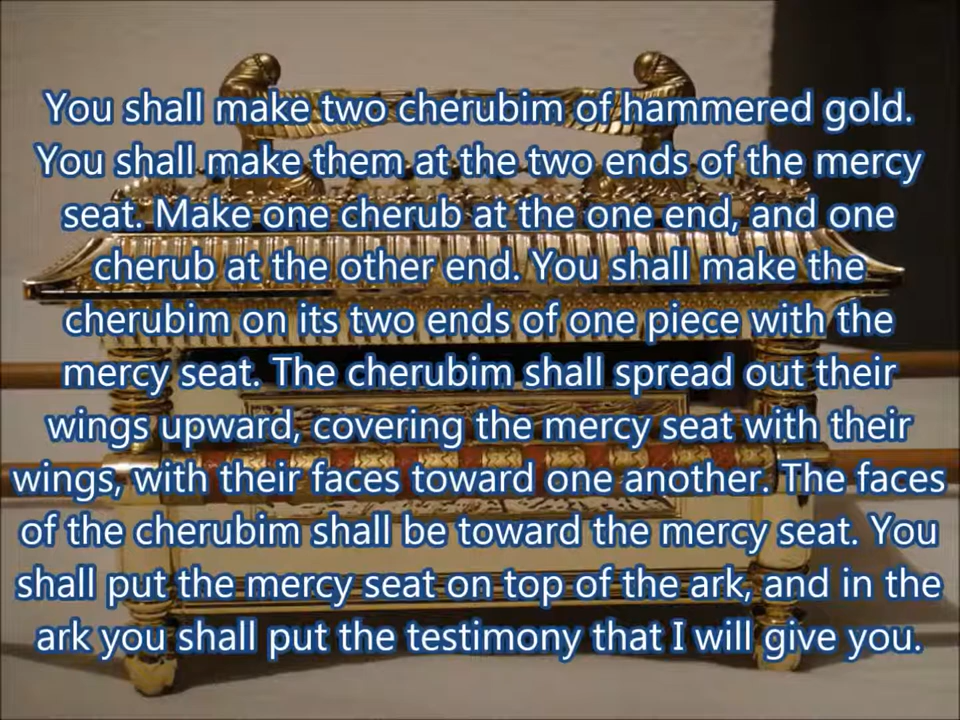 You shall make two cherubim of hammered gold.
You shall make them at the two ends of the mercy
seat. Make one cherub at the one end, and one
cherub at the other end. You shall make the
cherubim on its two ends of one piece with the
mercy seat. The cherubim shall spread out their
wings upward, covering the mercy seat with their
wings, with their faces toward one another. The faces
of the cherubim shall be toward the mercy seat. You
shall put the mercy seat on top of the ark, and in the
ark you shall put the testimony that I will give you.